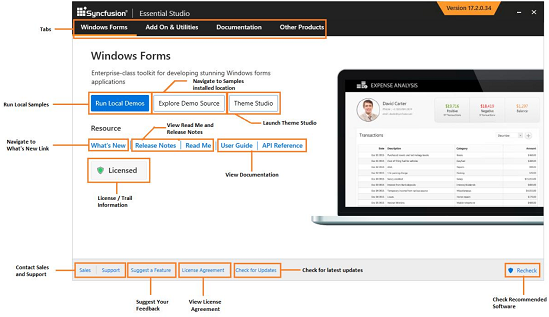 Syncfusion | Essential Studio
Version 17.2.0.34
Tabs
Windows Forms Add On & Utilities Documentation Other Products
Windows Forms
Navigate to Samples
installed location
Enterprise-class toolkit for developing stunning Windows forms
applications
Run Local Samples
Run Local Demos Explore Demo Source Theme Studio
Launch Theme Studio
Resource
View Read Me and
Release Notes
Navigate to
What's New Link
What's New Release Notes Read Me User Guide API Reference
View Documentation
Licensed
License / Trail
Information
EXPENSE ANALYSIS
David Carter
Transactions
Contact Sales
and Support
Sales Support Suggest a Feature License Agreement Check for Updates
Check for latest updates
Recheck
Suggest Your
Feedback
View License
Agreement
Check Recommended
Software